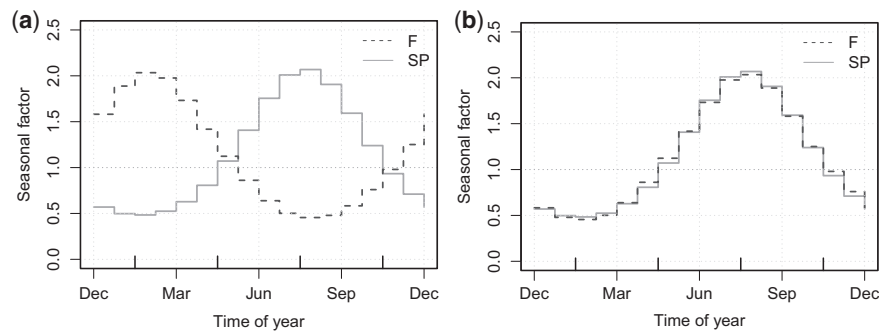 (a)
Seasonal factor
2.5
2.0
1.5
1.0
0.5
0.0
F
SP
Dec Mar Jun Sep Dec
Time of year
(b)
Seasonal factor
2.5
2.0
1.5
1.0
0.5
0.0
F
SP
Dec Mar Jun Sep Dec
Time of year